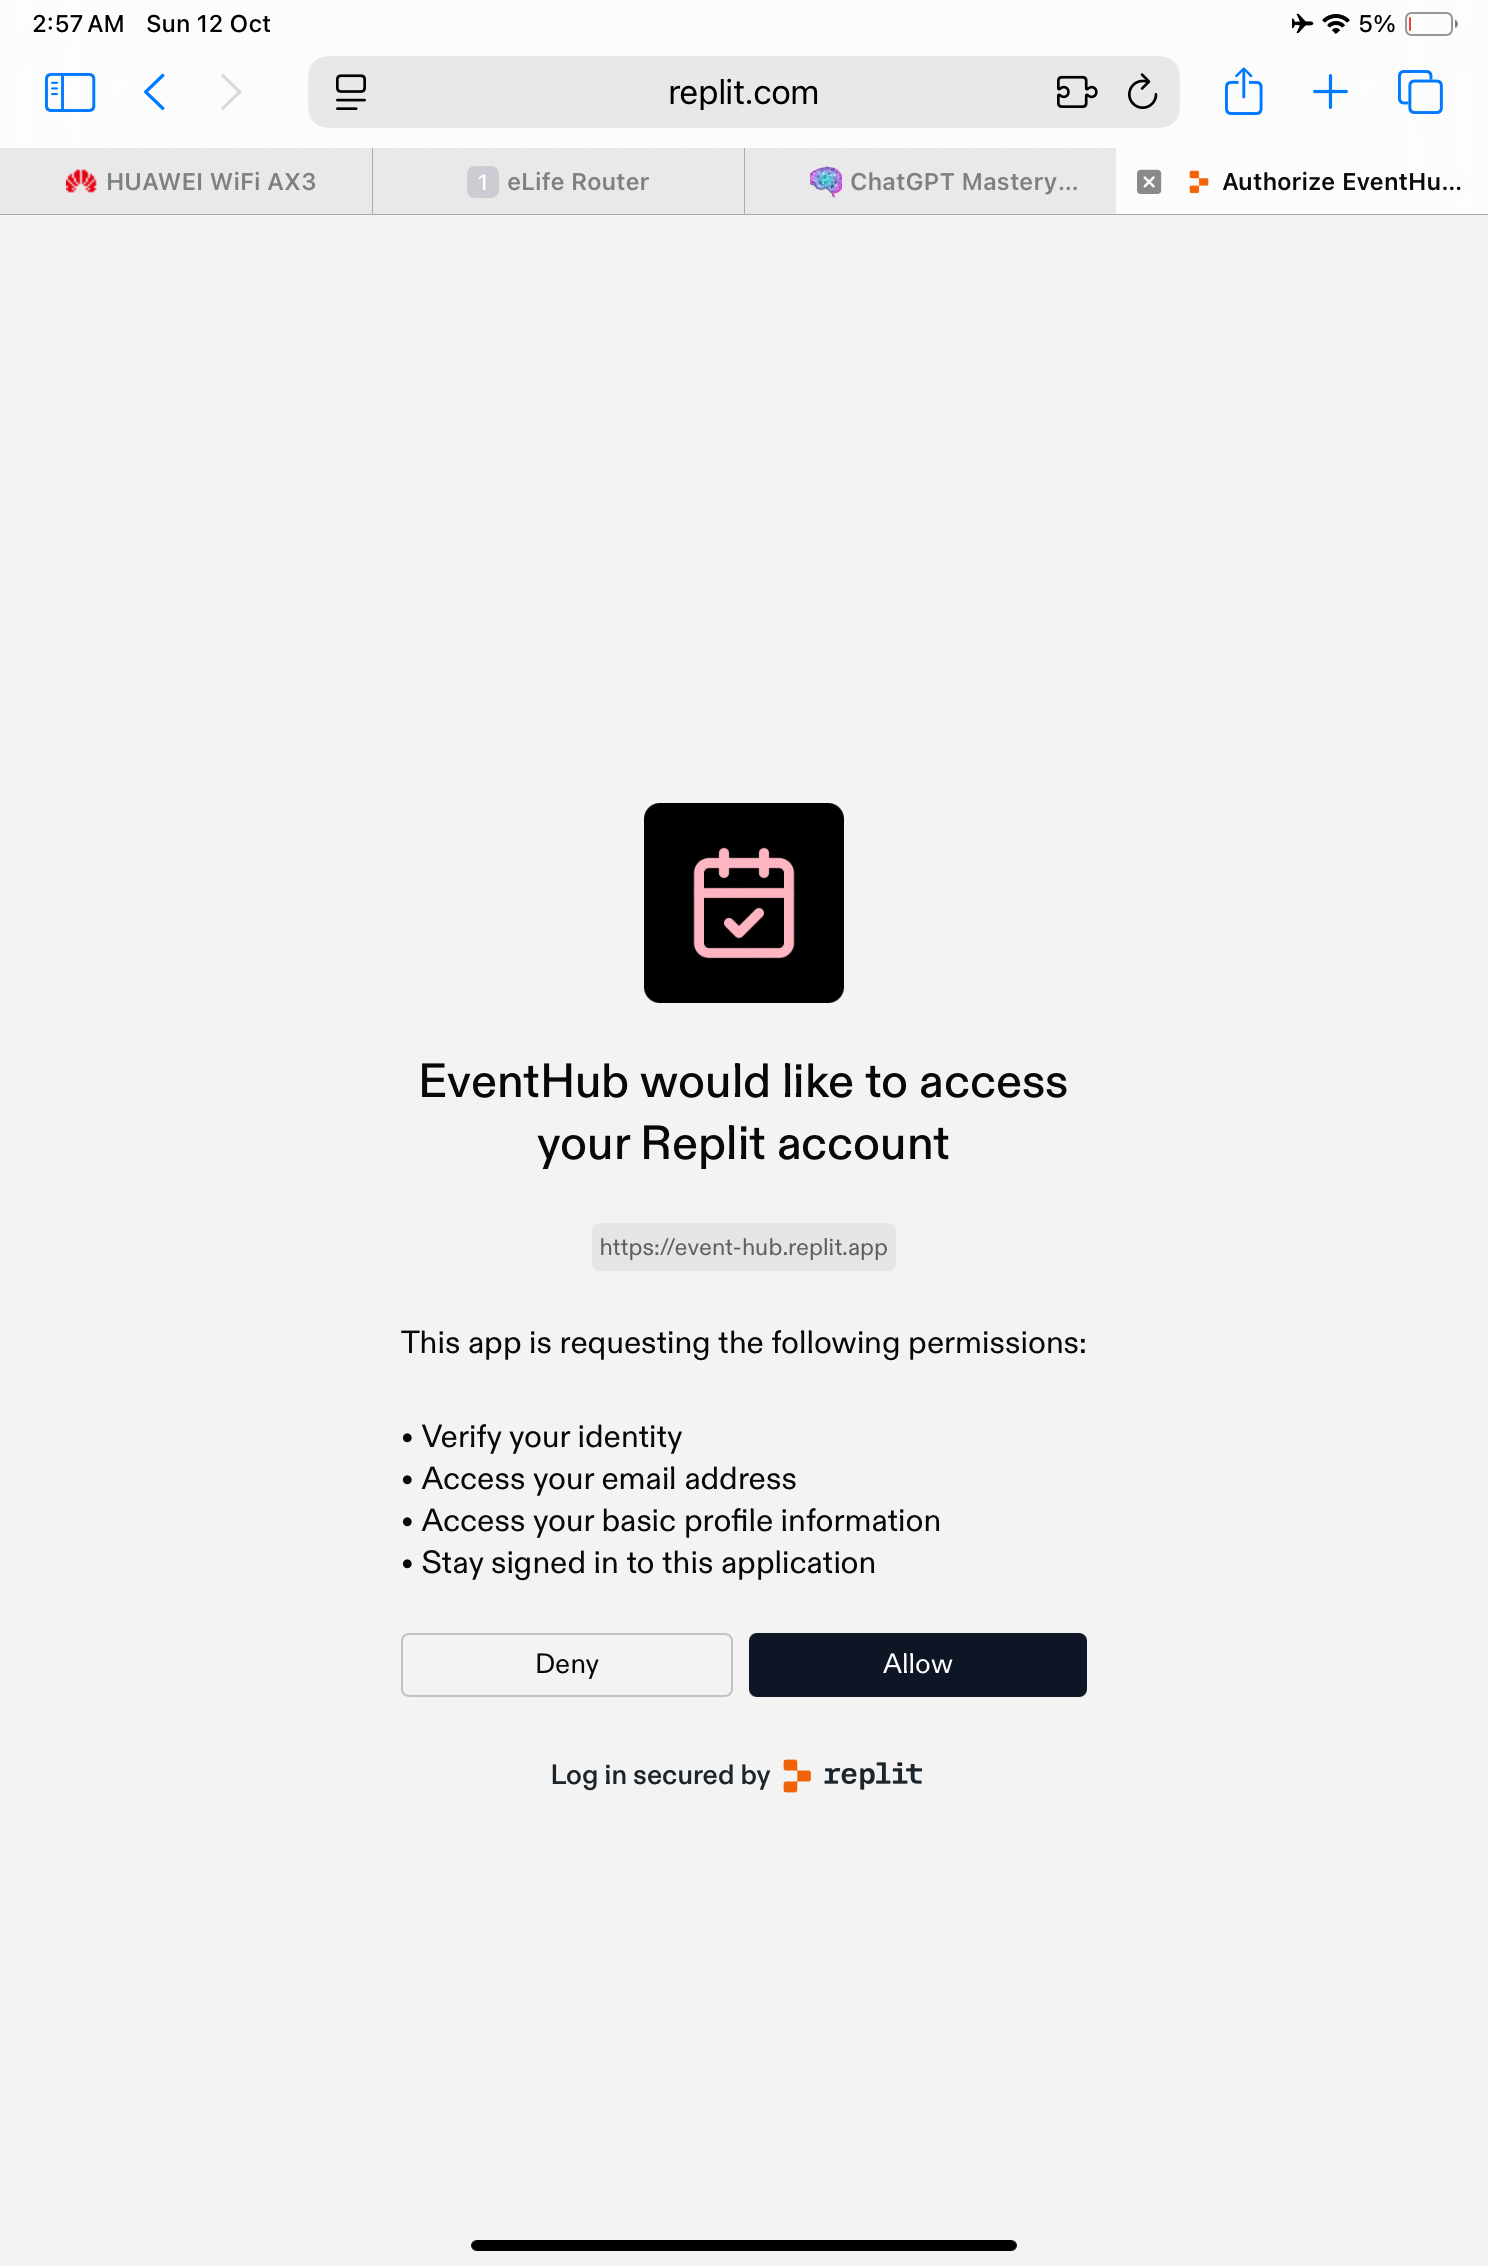 2:57 AM Sun 12 Oct 5%
replit.com
HUAWEI WiFi AX3
1 eLife Router
ChatGPT Mastery...
Authorize EventHu...
EventHub would like to access
your Replit account
https://event-hub.replit.app
This app is requesting the following permissions:
• Verify your identity
• Access your email address
• Access your basic profile information
• Stay signed in to this application
Deny
Allow
Log in secured by replit